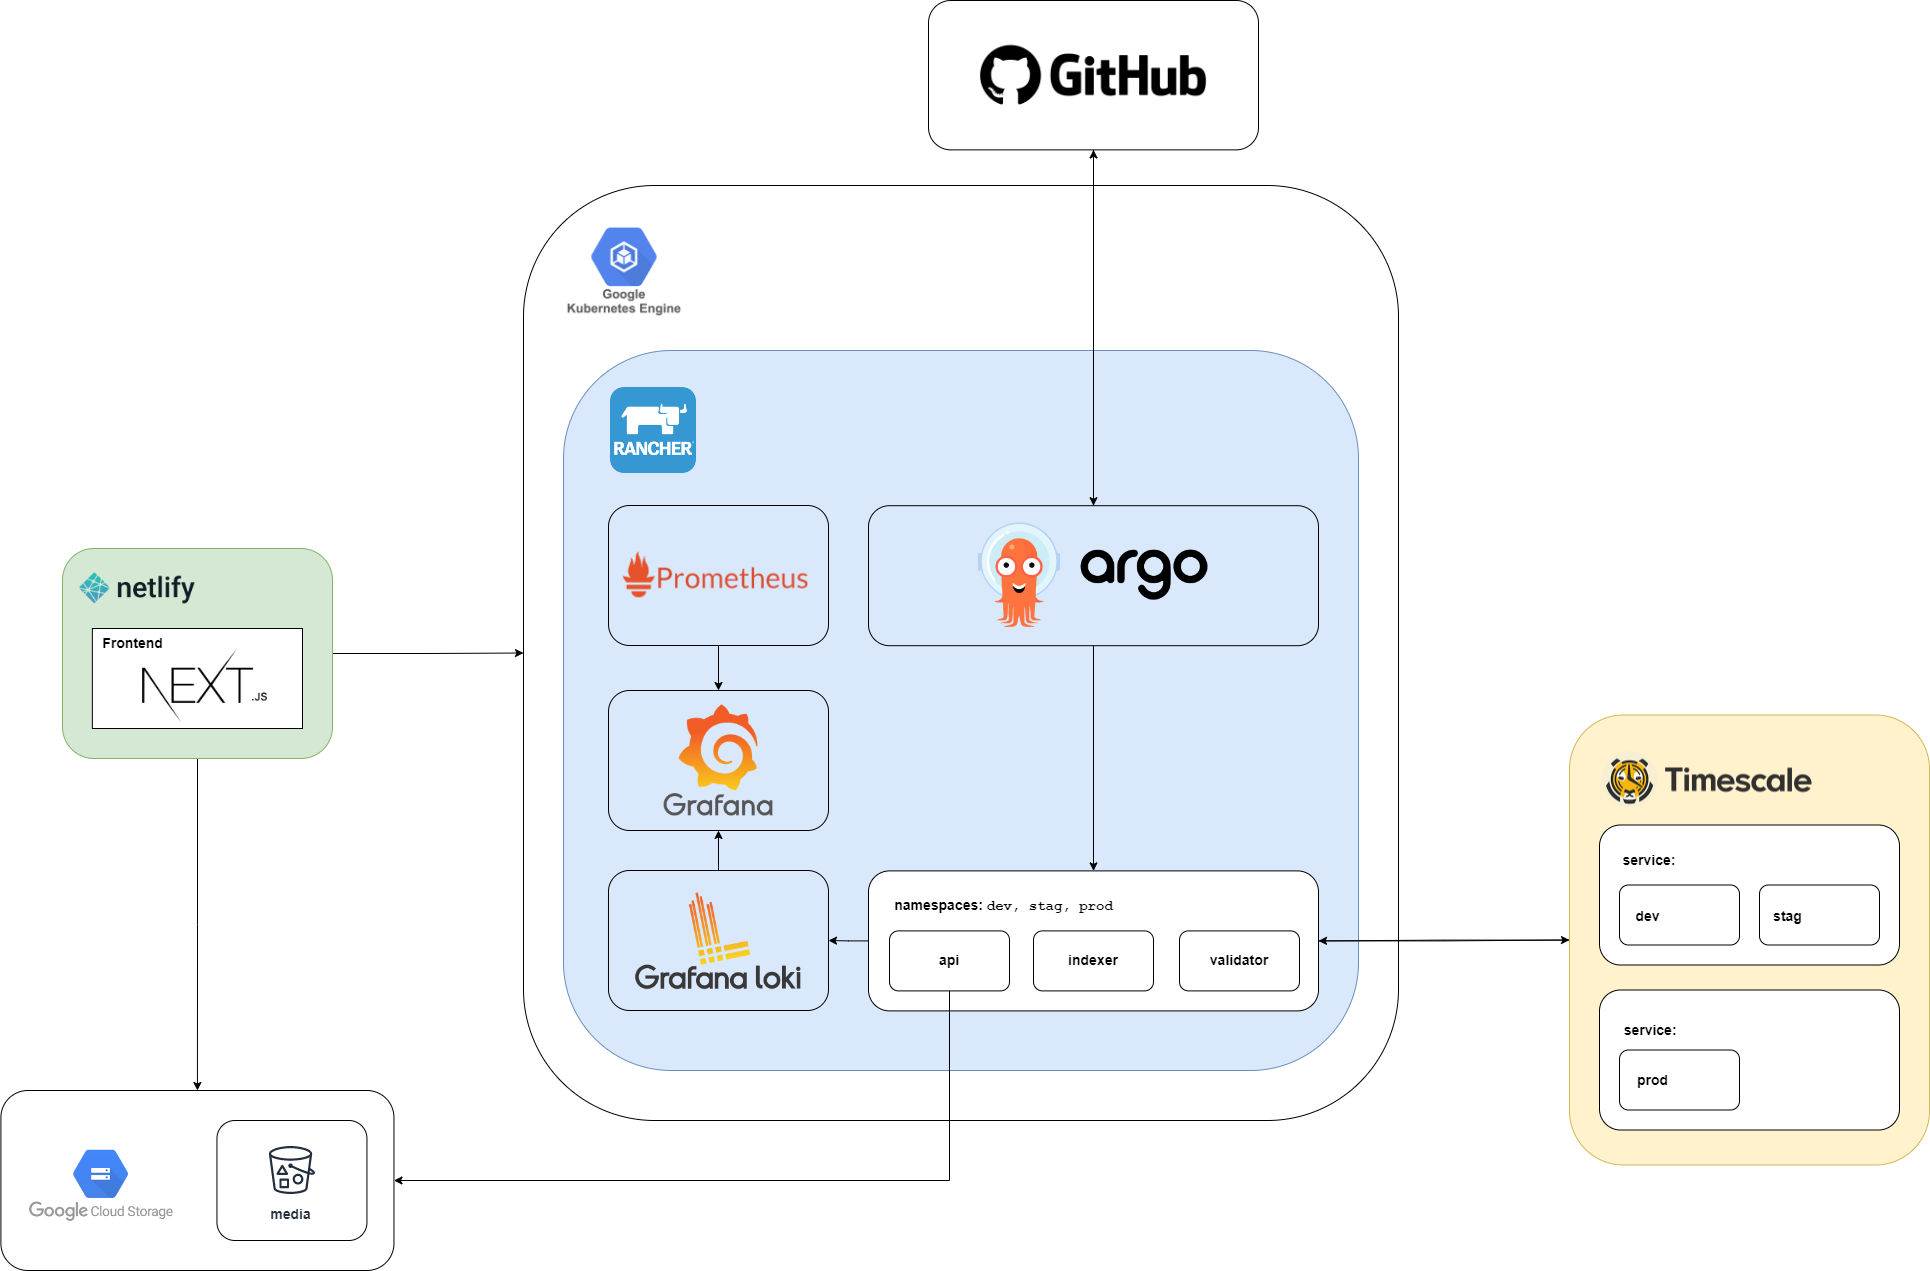 GitHub
Google
Kubernetes Engine
RANCHER
Prometheus
argo
netlify
Frontend
NEXT.JS
Grafana
Timescale
service:
dev
stag
Grafana loki
namespaces: dev, stag, prod
api
indexer
validator
service:
prod
Google Cloud Storage
media